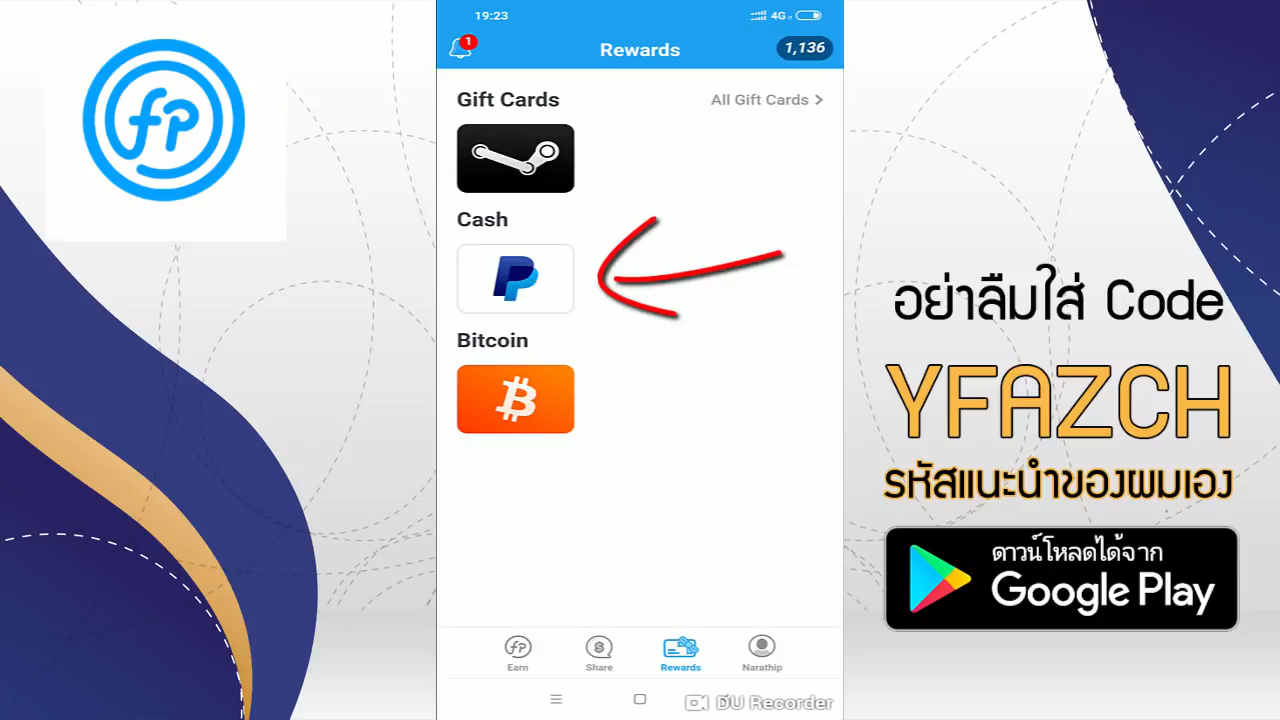 fp
19:23
4G
1
Rewards
1,136
Gift Cards
All Gift Cards >
Cash
Bitcoin
fp
Earn
Share
Rewards
Narathip
DU Recorder
อย่าลืมใส่ Code
YFAZCH
รหัสแนะนำของผมเอง
ดาวน์โหลดได้จาก
Google Play